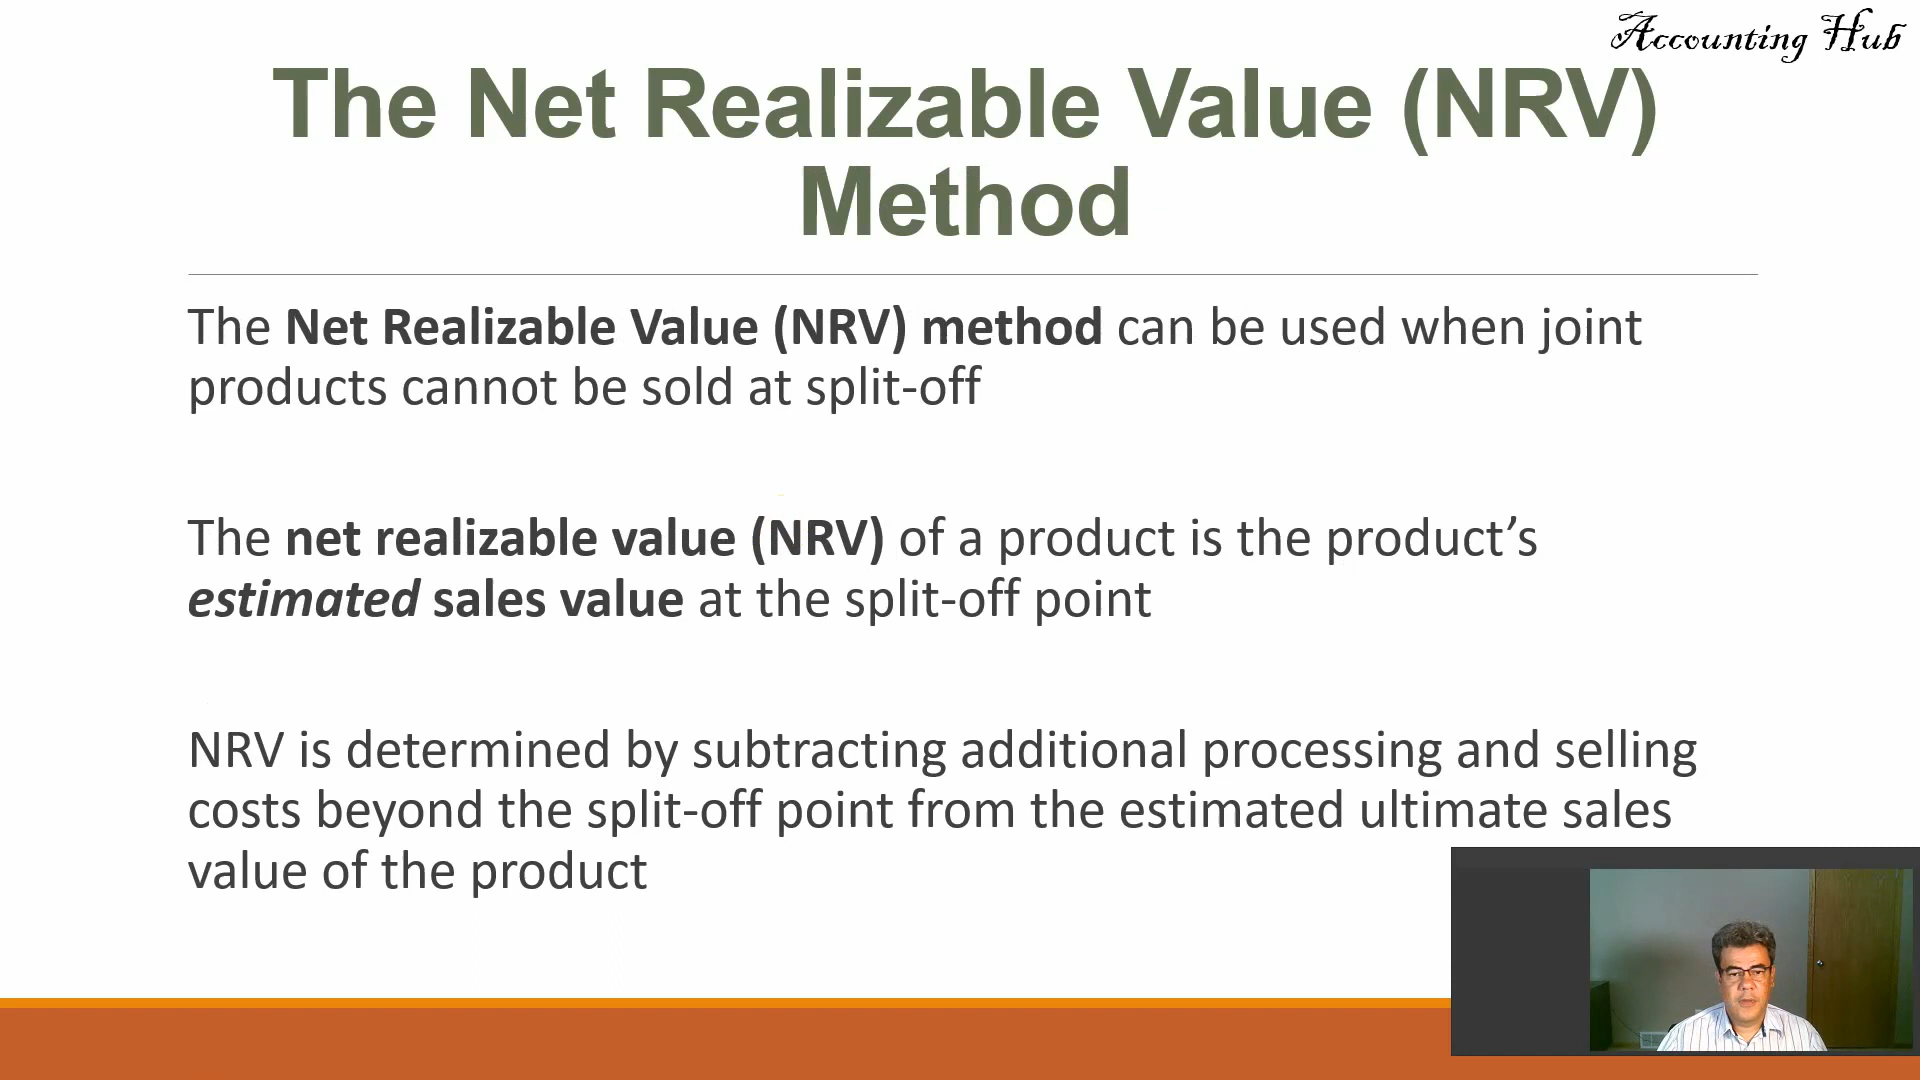 Accounting Hub
The Net Realizable Value (NRV)
Method
The Net Realizable Value (NRV) method can be used when joint
products cannot be sold at split-off
The net realizable value (NRV) of a product is the product’s
estimated sales value at the split-off point
NRV is determined by subtracting additional processing and selling
costs beyond the split-off point from the estimated ultimate sales
value of the product